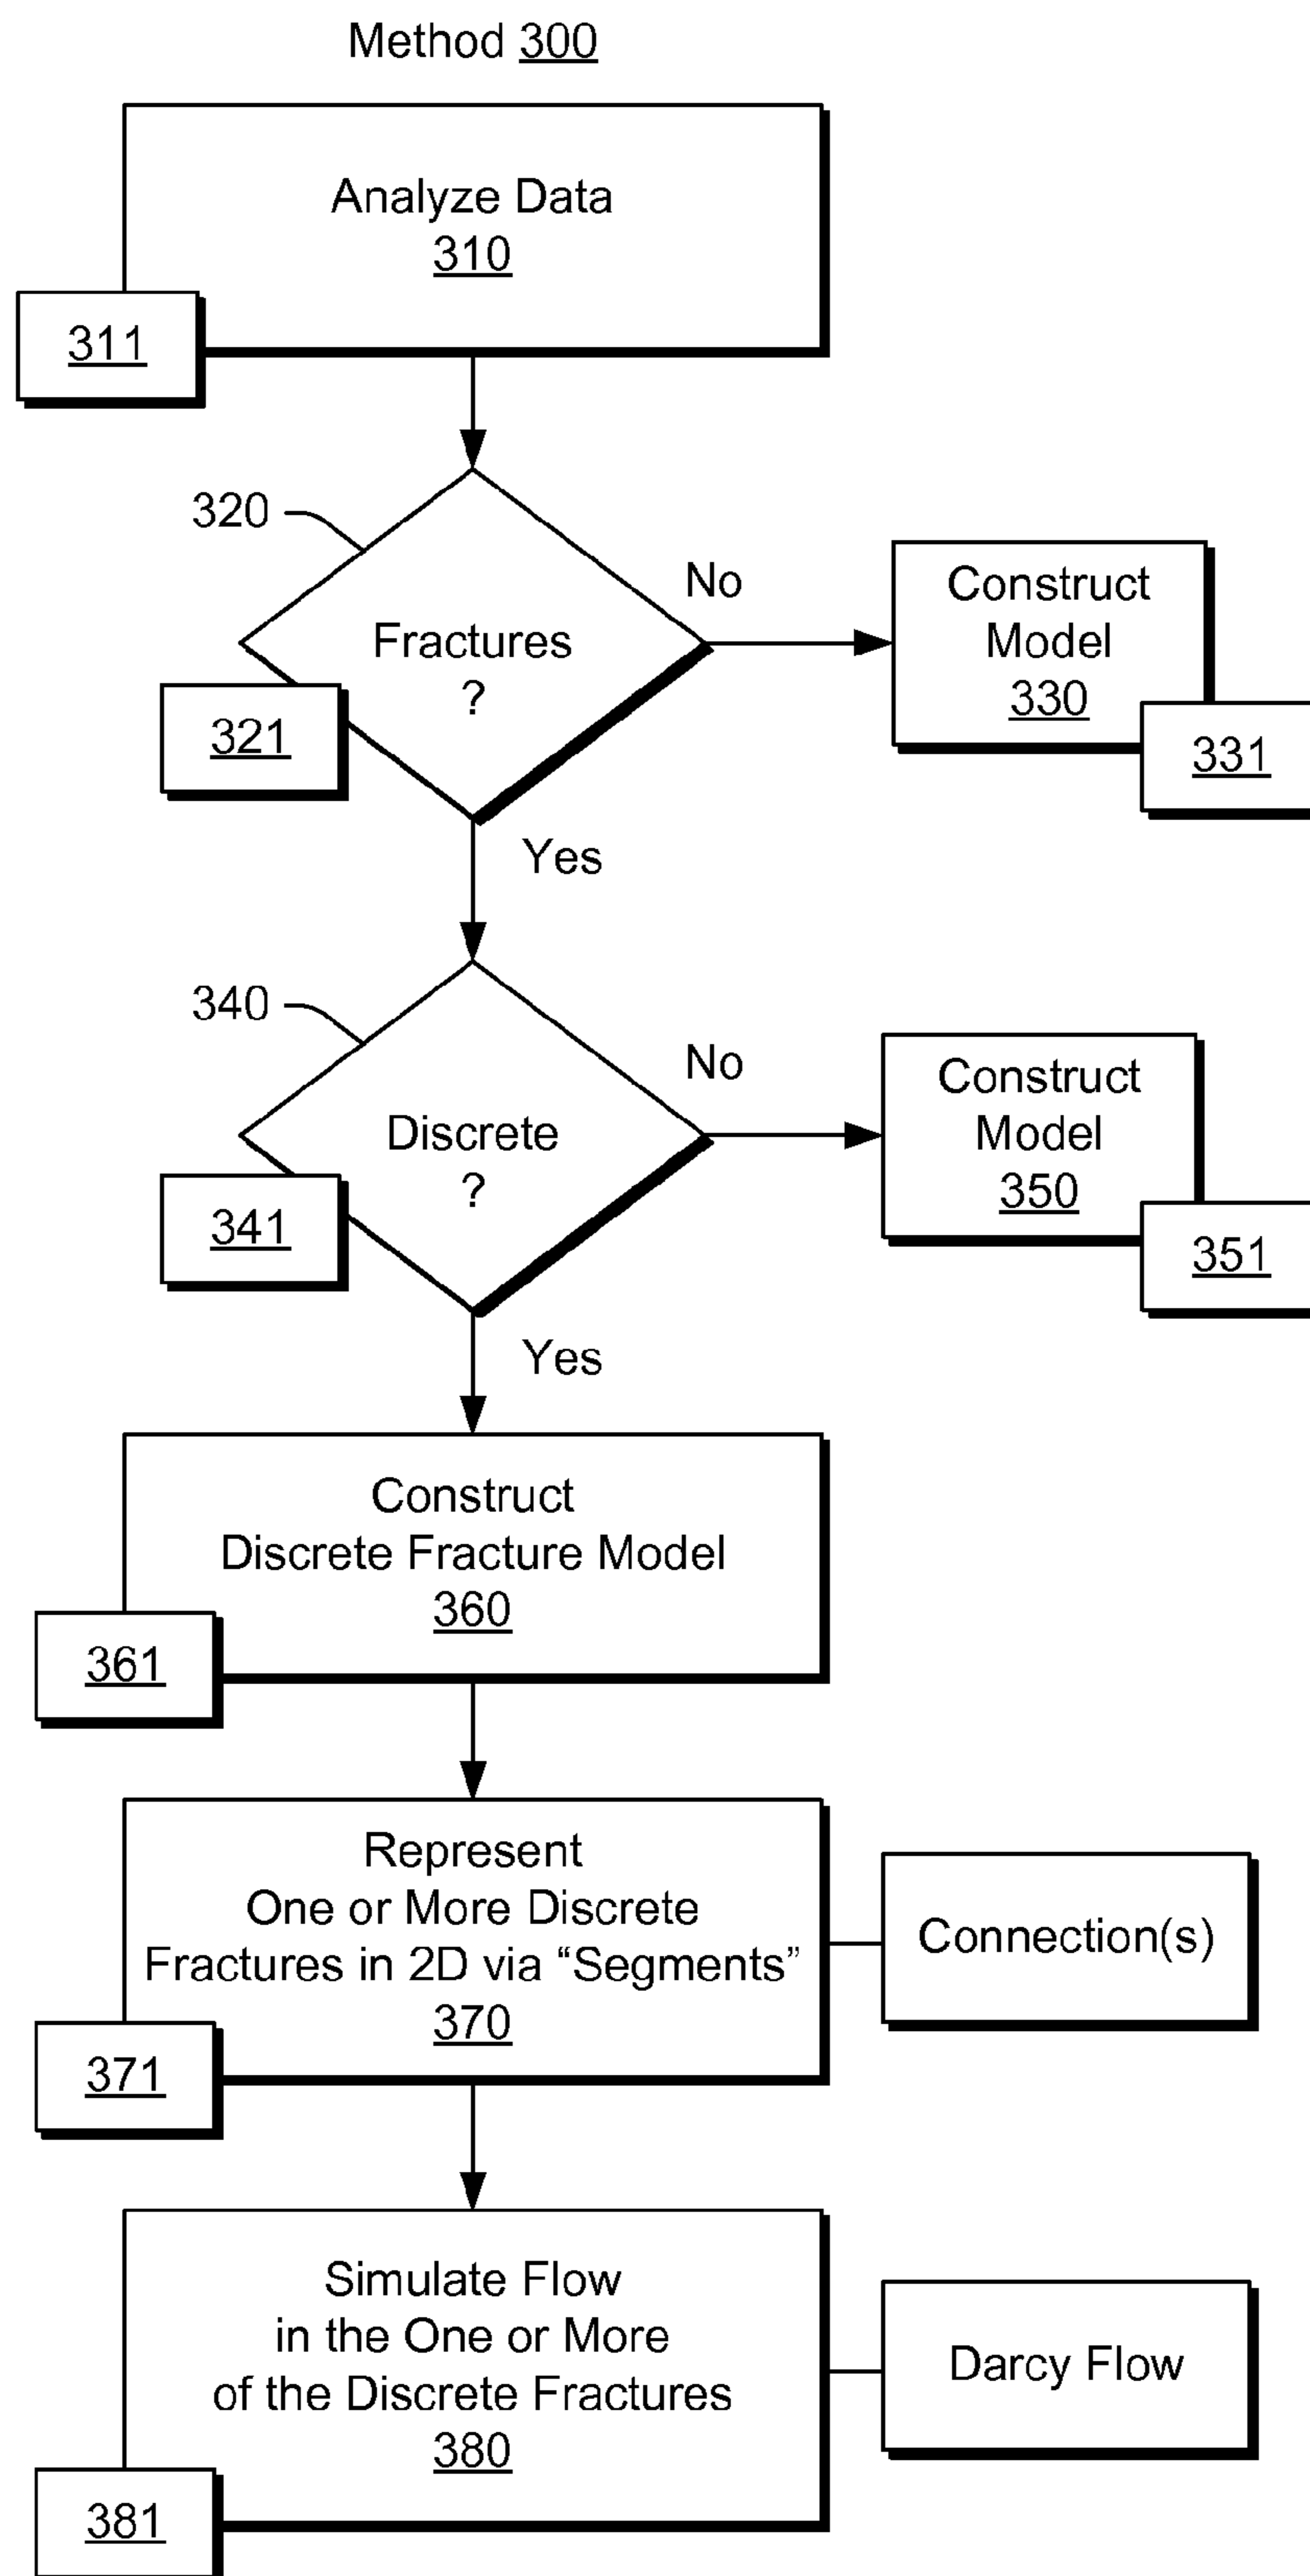 Method 300
Analyze Data
310
311
320
Fractures
?
321
No
Construct
Model
330
331
Yes
340
Discrete
?
341
No
Construct
Model
350
351
Yes
Construct
Discrete Fracture Model
360
361
Represent
One or More Discrete
Fractures in 2D via “Segments”
370
371
Connection(s)
Simulate Flow
in the One or More
of the Discrete Fractures
380
381
Darcy Flow